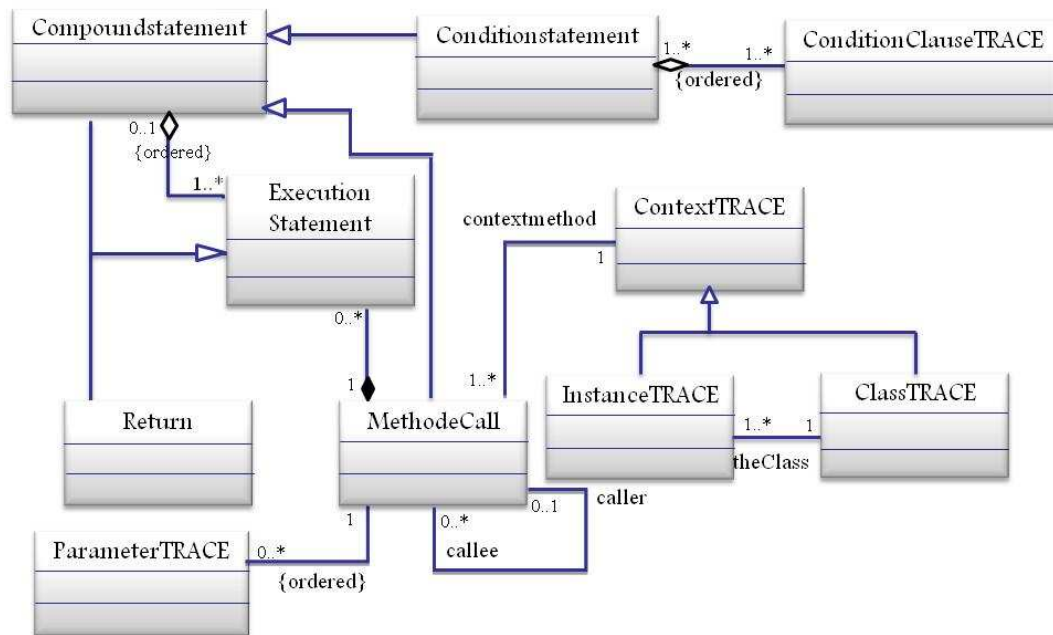 Compoundstatement
Conditionstatement
ConditionClauseTRACE
1..*
1..*
{ordered}
0..1
{ordered}
1..*
Execution
Statement
ContextTRACE
contextmethod
1
0..*
1
1..*
InstanceTRACE
ClassTRACE
Return
MethodeCall
1..*
1
theClass
caller
1
0..*
0..1
callee
ParameterTRACE
0..*
{ordered}